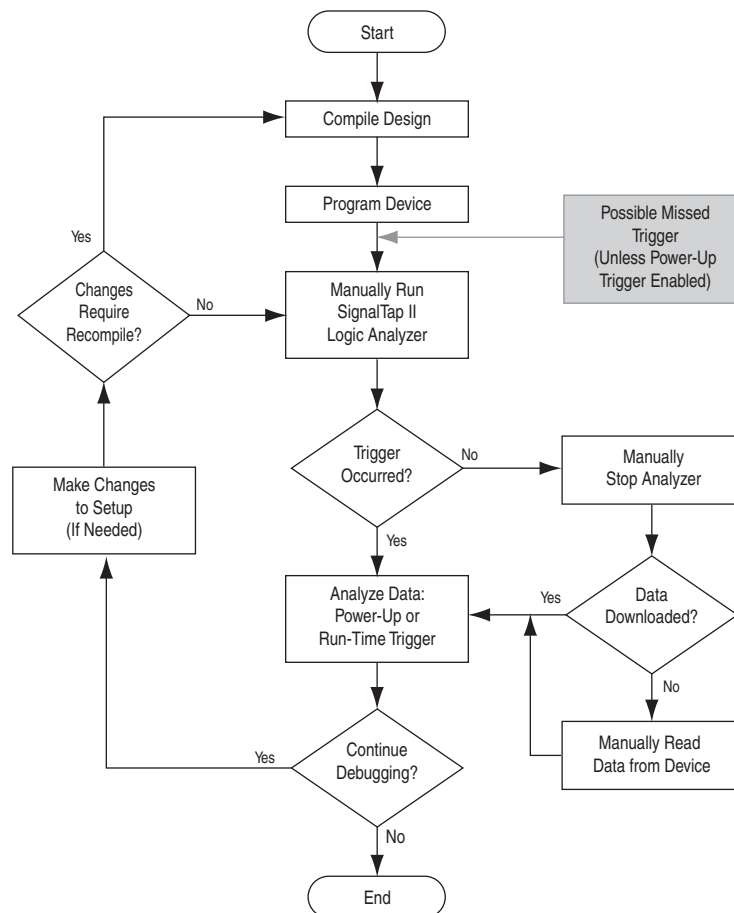 Start
Compile Design
Program Device
Possible Missed
Trigger
(Unless Power-Up
Trigger Enabled)
Yes
Changes
Require
Recompile?
No
Manually Run
SignalTap II
Logic Analyzer
Trigger
Occurred?
No
Manually
Stop Analyzer
Make Changes
to Setup
(If Needed)
Yes
Analyze Data:
Power-Up or
Run-Time Trigger
Yes
Data
Downloaded?
No
Manually Read
Data from Device
Yes
Continue
Debugging?
No
End